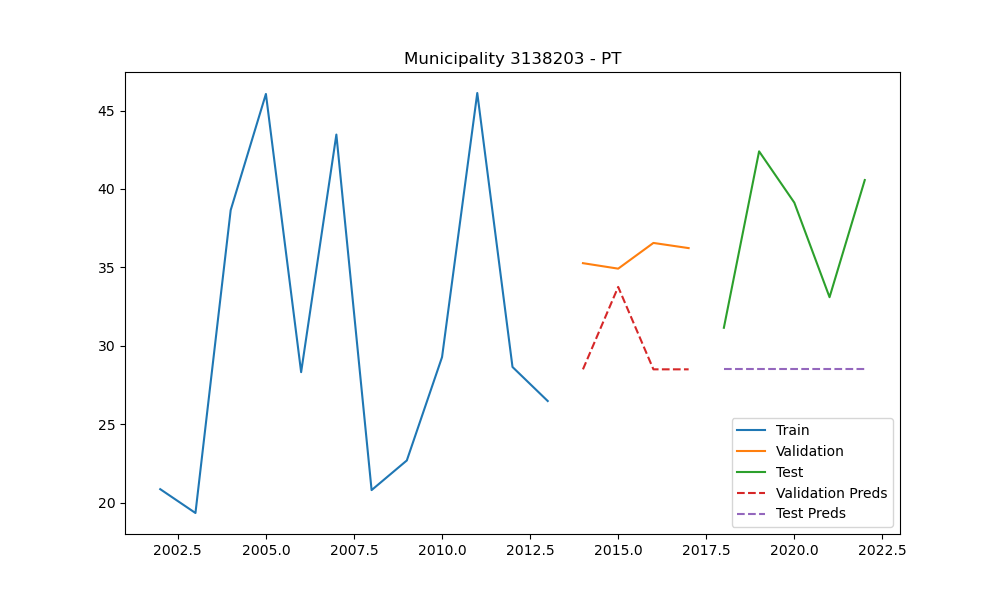 Municipality 3138203 - PT
45
40
35
30
25
20
2002.5 2005.0 2007.5 2010.0 2012.5 2015.0 2017.5 2020.0 2022.5
Train
Validation
Test
Validation Preds
Test Preds